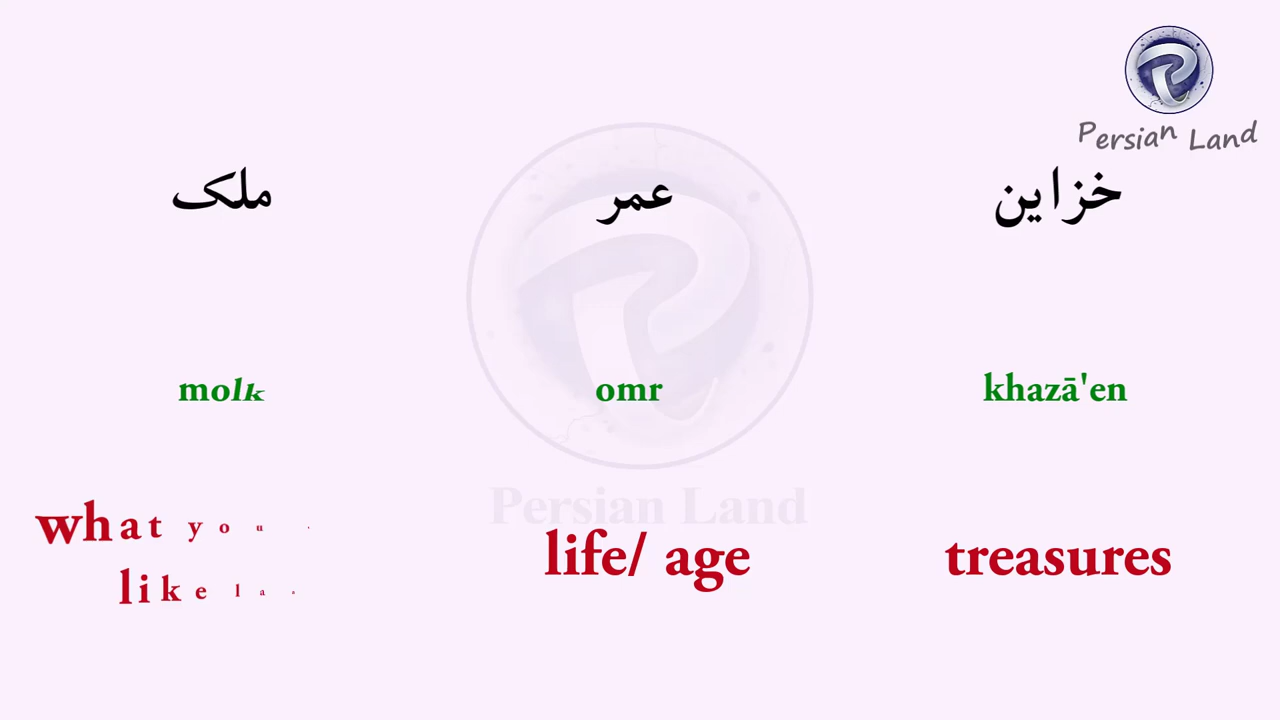 Persian Land
خزاین
عمر
ملک
khazā'en
omr
molk
Persian Land
treasures
life/ age
what you
like